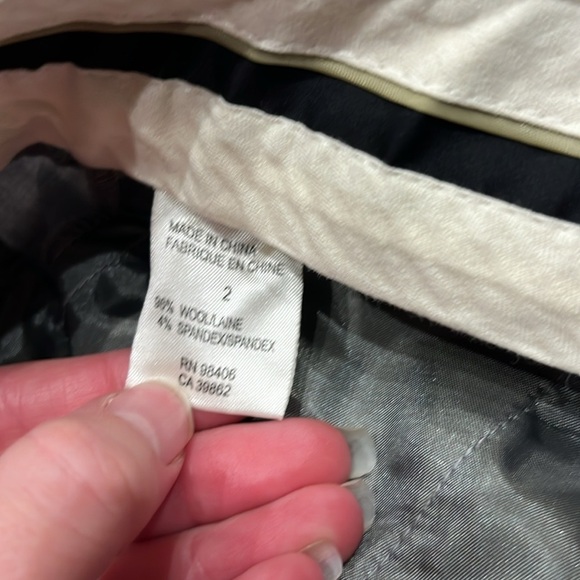 MADE IN CHINA
FABRIQUE EN CHINE
2
96% WOOL/LAINE
4% SPANDEX/SPANDEX
RN 98406
CA 39862